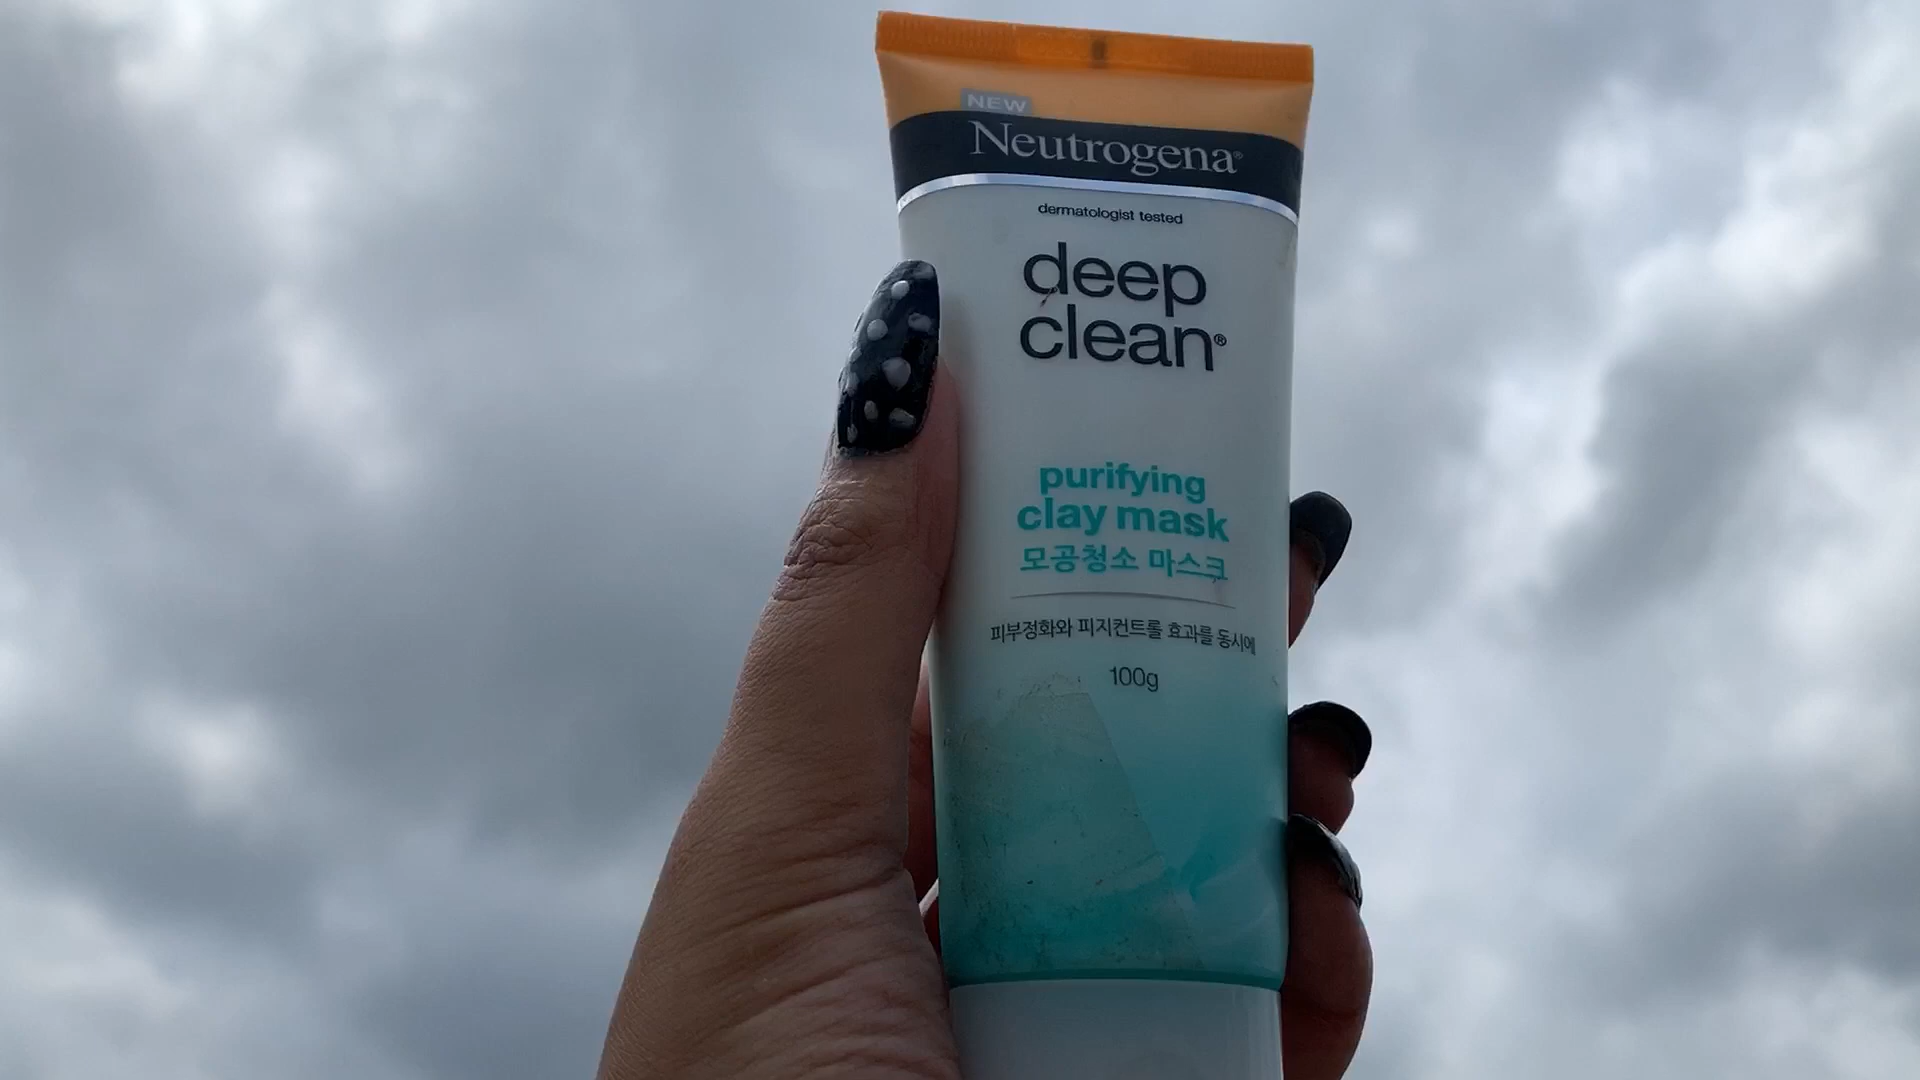 NEW
Neutrogena®
dermatologist tested
deep
clean®
purifying
clay mask
모공청소 마스크
피부정화와 피지컨트롤 효과를 동시에
100g